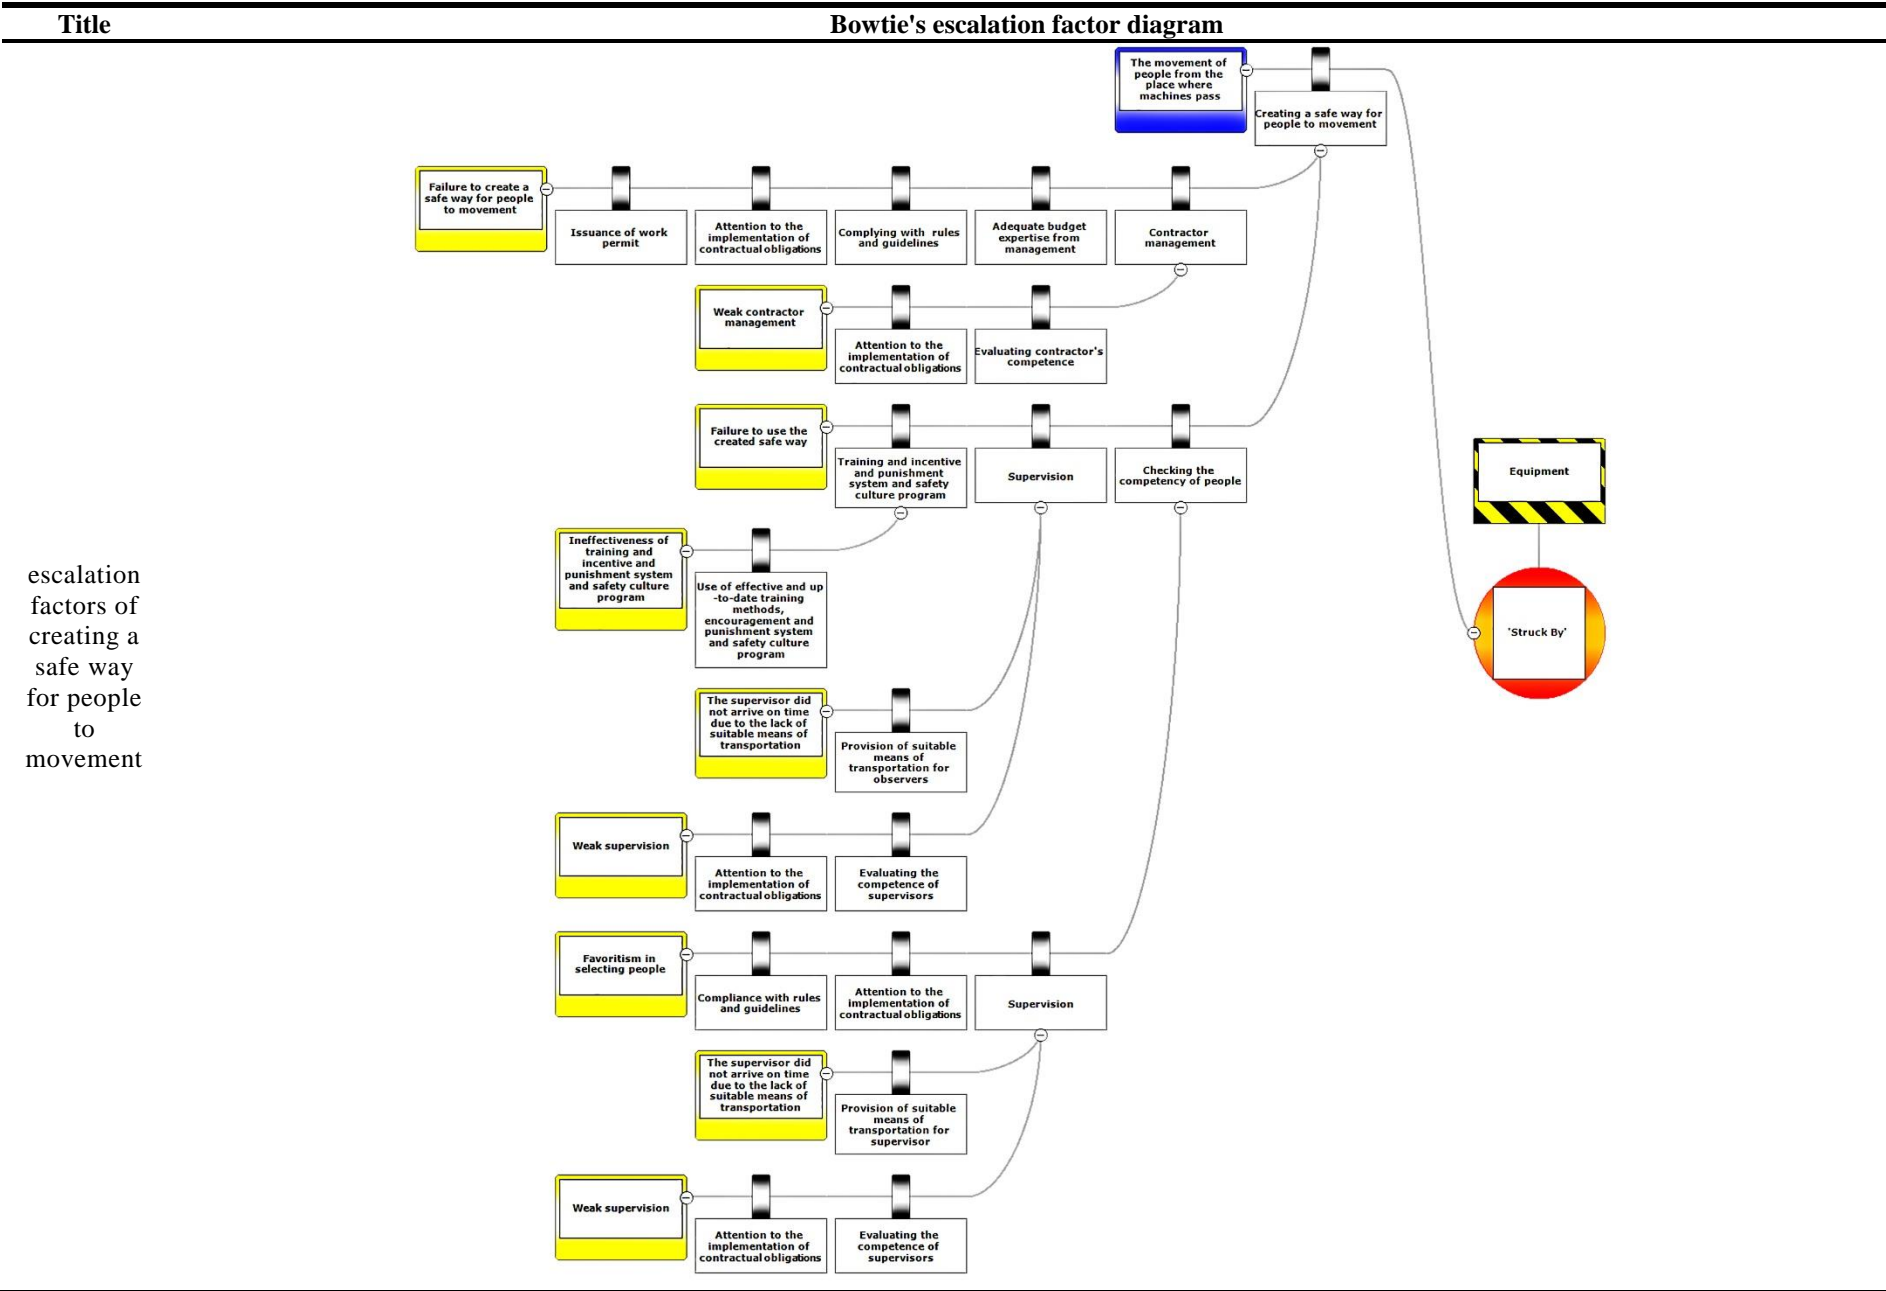 Title
Bowtie's escalation factor diagram
The movement of
people from the
place where
machines pass
Creating a safe way for
people to movement
Failure to create a
safe way for people
to movement
Issuance of work
permit
Attention to the
implementation of
contractual obligations
Complying with rules
and guidelines
Adequate budget
expertise from
management
Contractor
management
Weak contractor
management
Attention to the
implementation of
contractual obligations
Evaluating contractor's
competence
Failure to use the
created safe way
Training and incentive
and punishment
system and safety
culture program
Supervision
Checking the
competency of people
Equipment
'Struck By'
Ineffectiveness of
training and
incentive and
punishment system
and safety culture
program
Use of effective and up
-to-date training
methods,
encouragement and
punishment system
and safety culture
program
escalation
factors of
creating a
safe way
for people
to
movement
The supervisor did
not arrive on time
due to the lack of
suitable means of
transportation
Provision of suitable
means of
transportation for
observers
Weak supervision
Attention to the
implementation of
contractual obligations
Evaluating the
competence of
supervisors
Favoritism in
selecting people
Compliance with rules
and guidelines
Attention to the
implementation of
contractual obligations
Supervision
The supervisor did
not arrive on time
due to the lack of
suitable means of
transportation
Provision of suitable
means of
transportation for
supervisor
Weak supervision
Attention to the
implementation of
contractual obligations
Evaluating the
competence of
supervisors